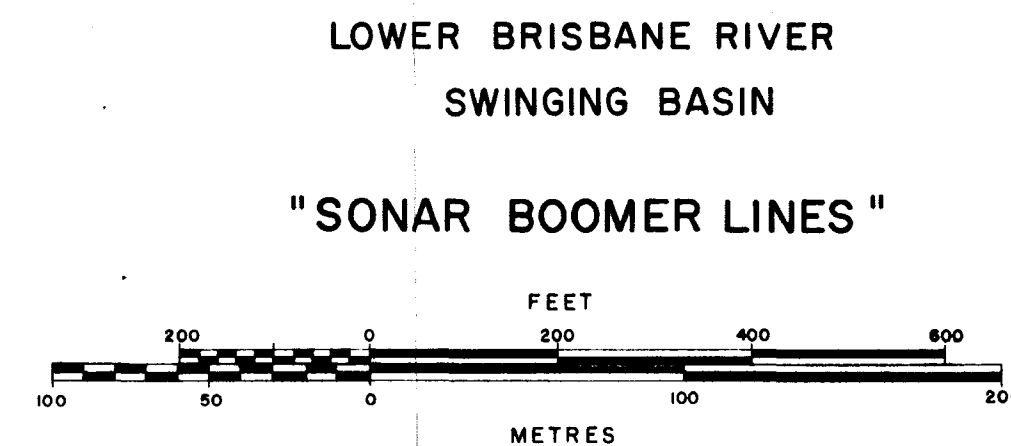 LOWER BRISBANE RIVER
SWINGING BASIN
"SONAR BOOMER LINES"
FEET
200 0 200 400 600
100 50 0 100 20
METRES